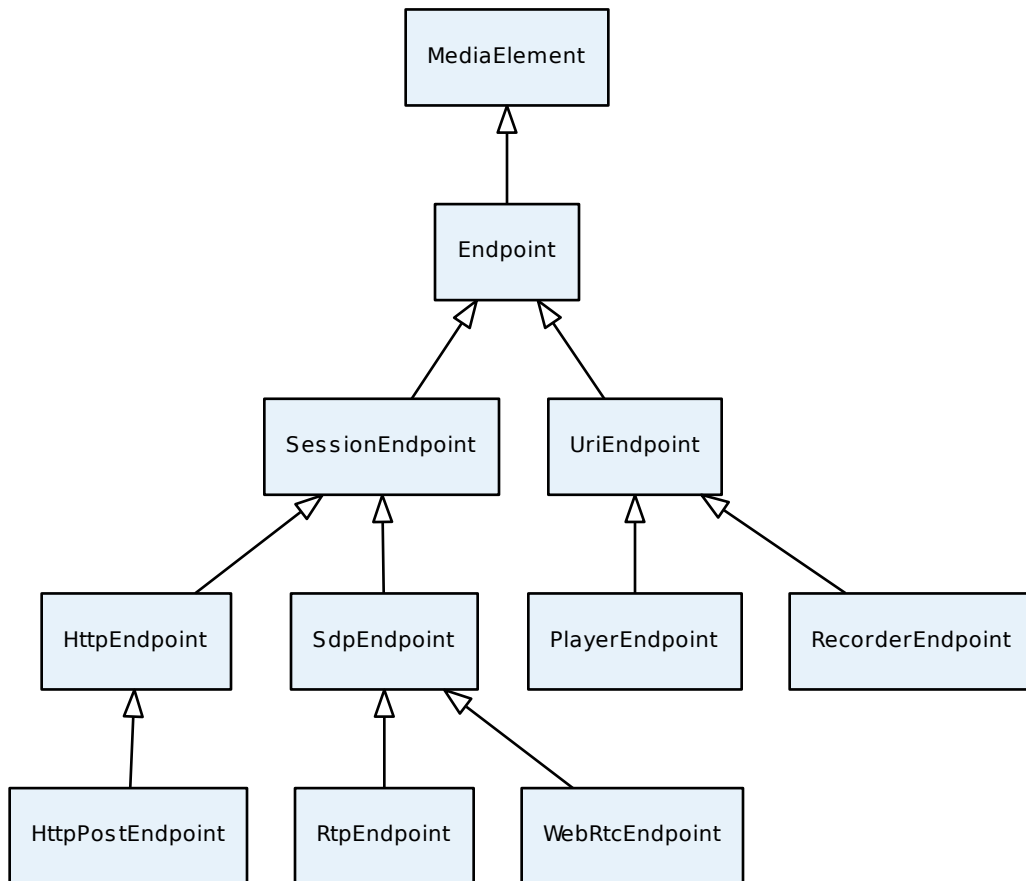 MediaElement
Endpoint
SessionEndpoint
UriEndpoint
HttpEndpoint
SdpEndpoint
PlayerEndpoint
RecorderEndpoint
HttpPostEndpoint
RtpEndpoint
WebRtcEndpoint